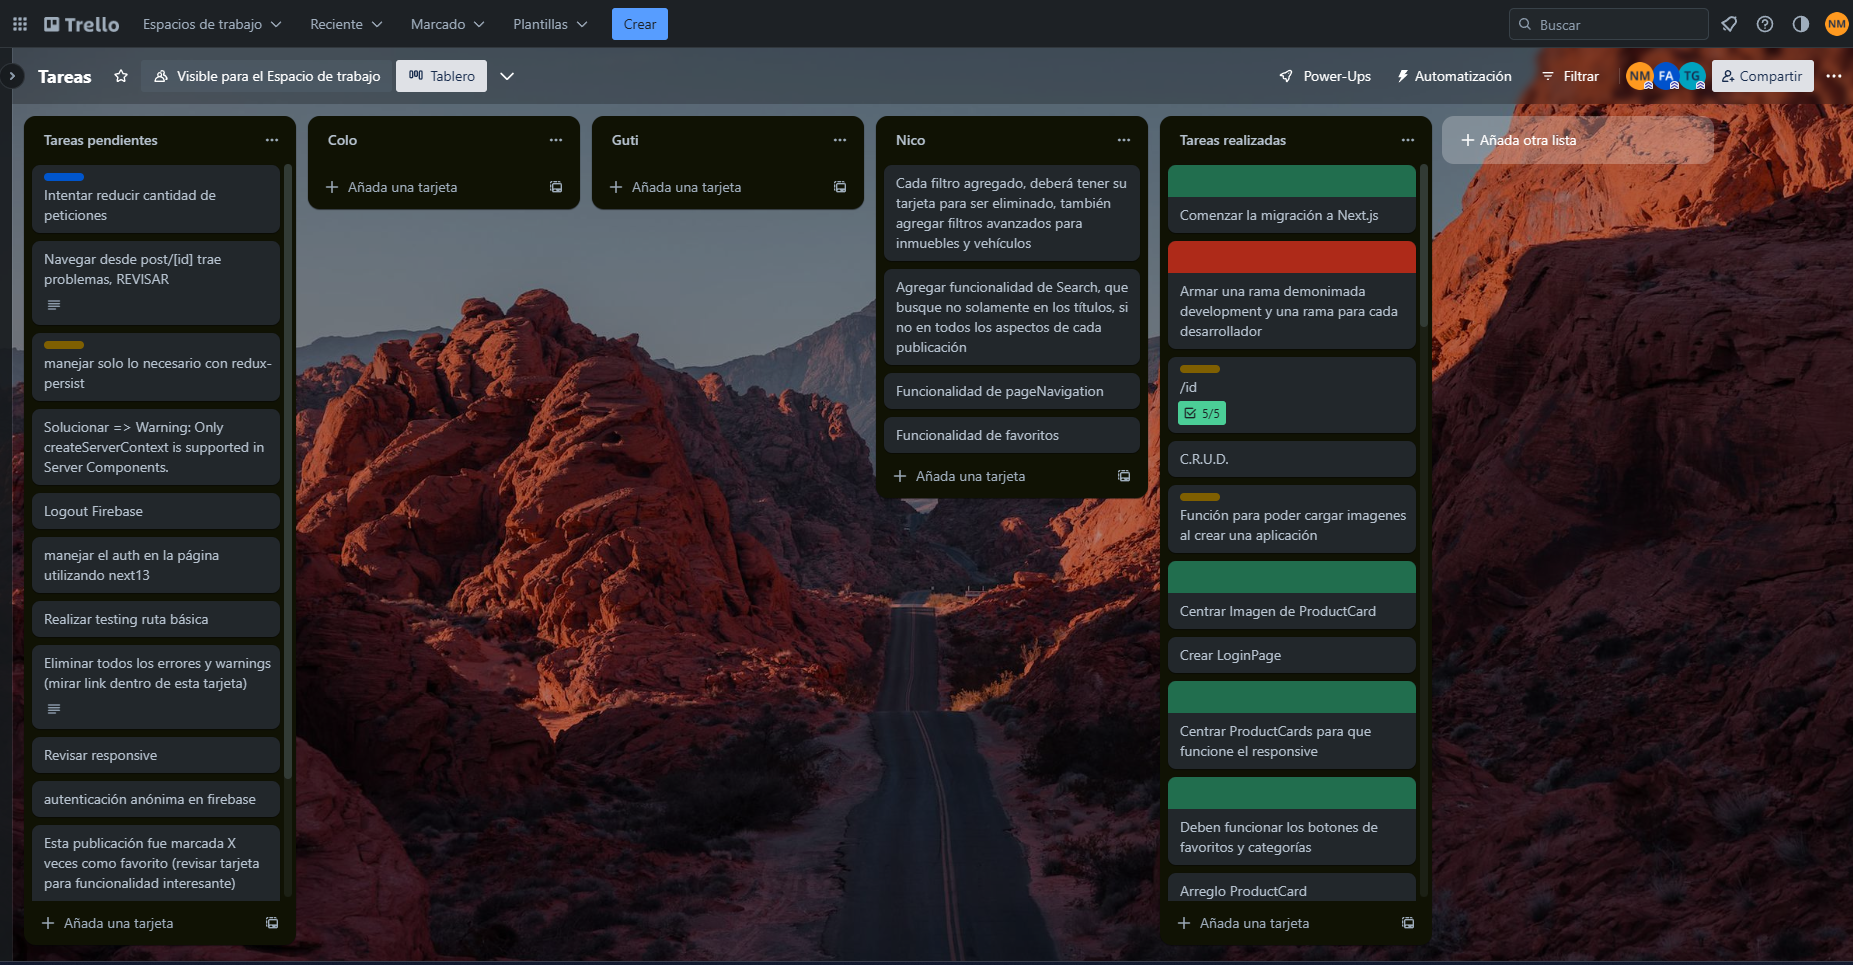 Trello
Espacios de trabajo
Reciente
Marcado
Plantillas
Crear
Buscar
NM
Tareas
Visible para el Espacio de trabajo
Tablero
Power-Ups
Automatización
Filtrar
NM
FA
TG
Compartir
Tareas pendientes
Intentar reducir cantidad de
peticiones
Navegar desde post/[id] trae
problemas, REVISAR
manejar solo lo necesario con redux-
persist
Solucionar => Warning: Only
createServerContext is supported in
Server Components.
Logout Firebase
manejar el auth en la página
utilizando next13
Realizar testing ruta básica
Eliminar todos los errores y warnings
(mirar link dentro de esta tarjeta)
Revisar responsive
autenticación anónima en firebase
Esta publicación fue marcada X
veces como favorito (revisar tarjeta
para funcionalidad interesante)
Añada una tarjeta
Colo
Añada una tarjeta
Guti
Añada una tarjeta
Nico
Cada filtro agregado, deberá tener su
tarjeta para ser eliminado, también
agregar filtros avanzados para
inmuebles y vehículos
Agregar funcionalidad de Search, que
busque no solamente en los títulos, si
no en todos los aspectos de cada
publicación
Funcionalidad de pageNavigation
Funcionalidad de favoritos
Añada una tarjeta
Tareas realizadas
Comenzar la migración a Next.js
Armar una rama demonimada
development y una rama para cada
desarrollador
/id
5/5
C.R.U.D.
Función para poder cargar imagenes
al crear una aplicación
Centrar Imagen de ProductCard
Crear LoginPage
Centrar ProductCards para que
funcione el responsive
Deben funcionar los botones de
favoritos y categorías
Arreglo ProductCard
Añada una tarjeta
Añada otra lista